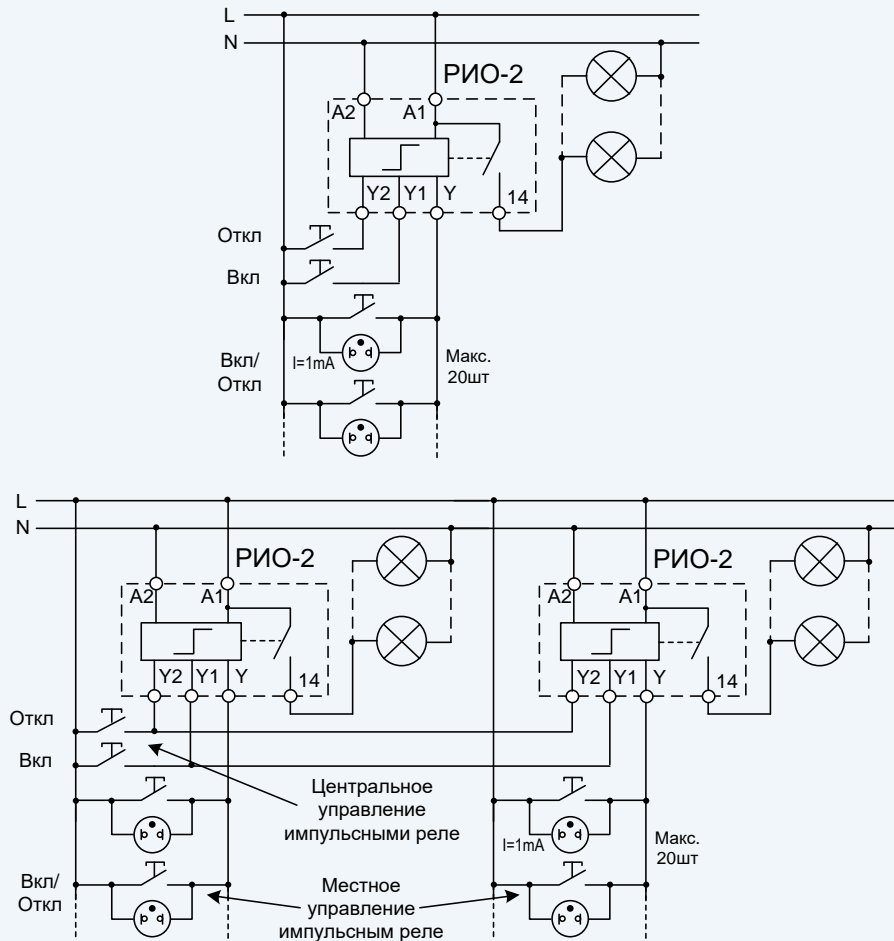 L
N
РИО-2
A2 A1
Y2 Y1 Y 14
Откл
Вкл
I=1mA
Вкл/
Откл
Макс.
20шт
L
N
РИО-2
РИО-2
A2 A1
A2 A1
Y2 Y1 Y 14
Y2 Y1 Y 14
Откл
Вкл
Центральное
управление
импульсными реле
I=1mA
Макс.
20шт
Вкл/
Откл
Местное
управление
импульсным реле